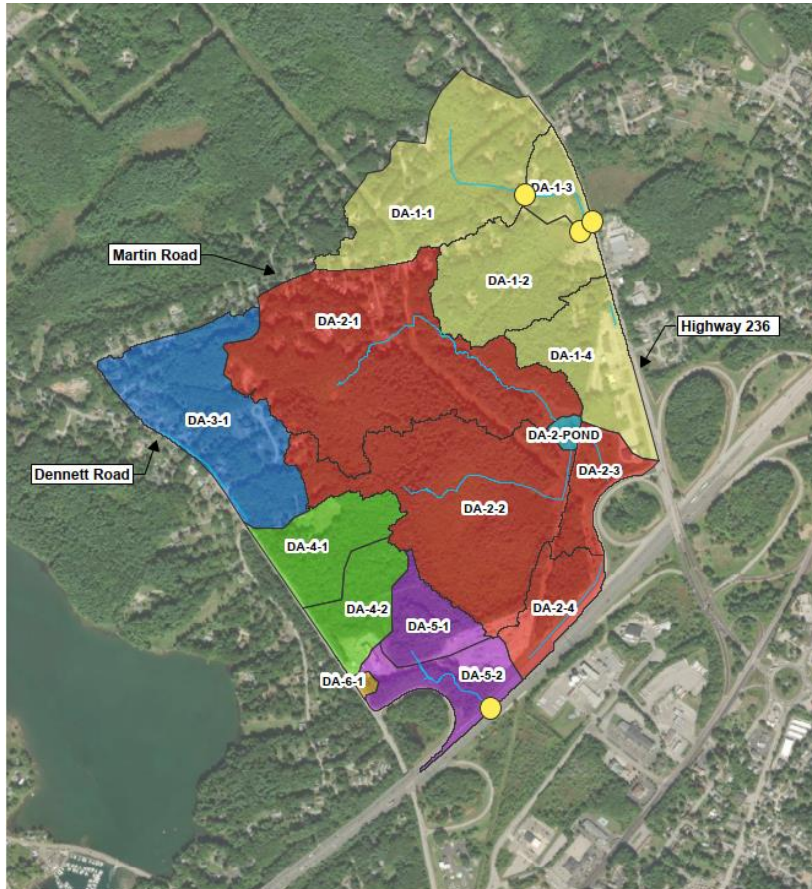 DA-1-3
DA-1-1
Martin Road
DA-1-2
DA-2-1
Highway 236
DA-1-4
DA-3-1
DA-2-POND
DA-2-3
Dennett Road
DA-2-2
DA-4-1
DA-4-2
DA-2-4
DA-5-1
DA-6-1
DA-5-2